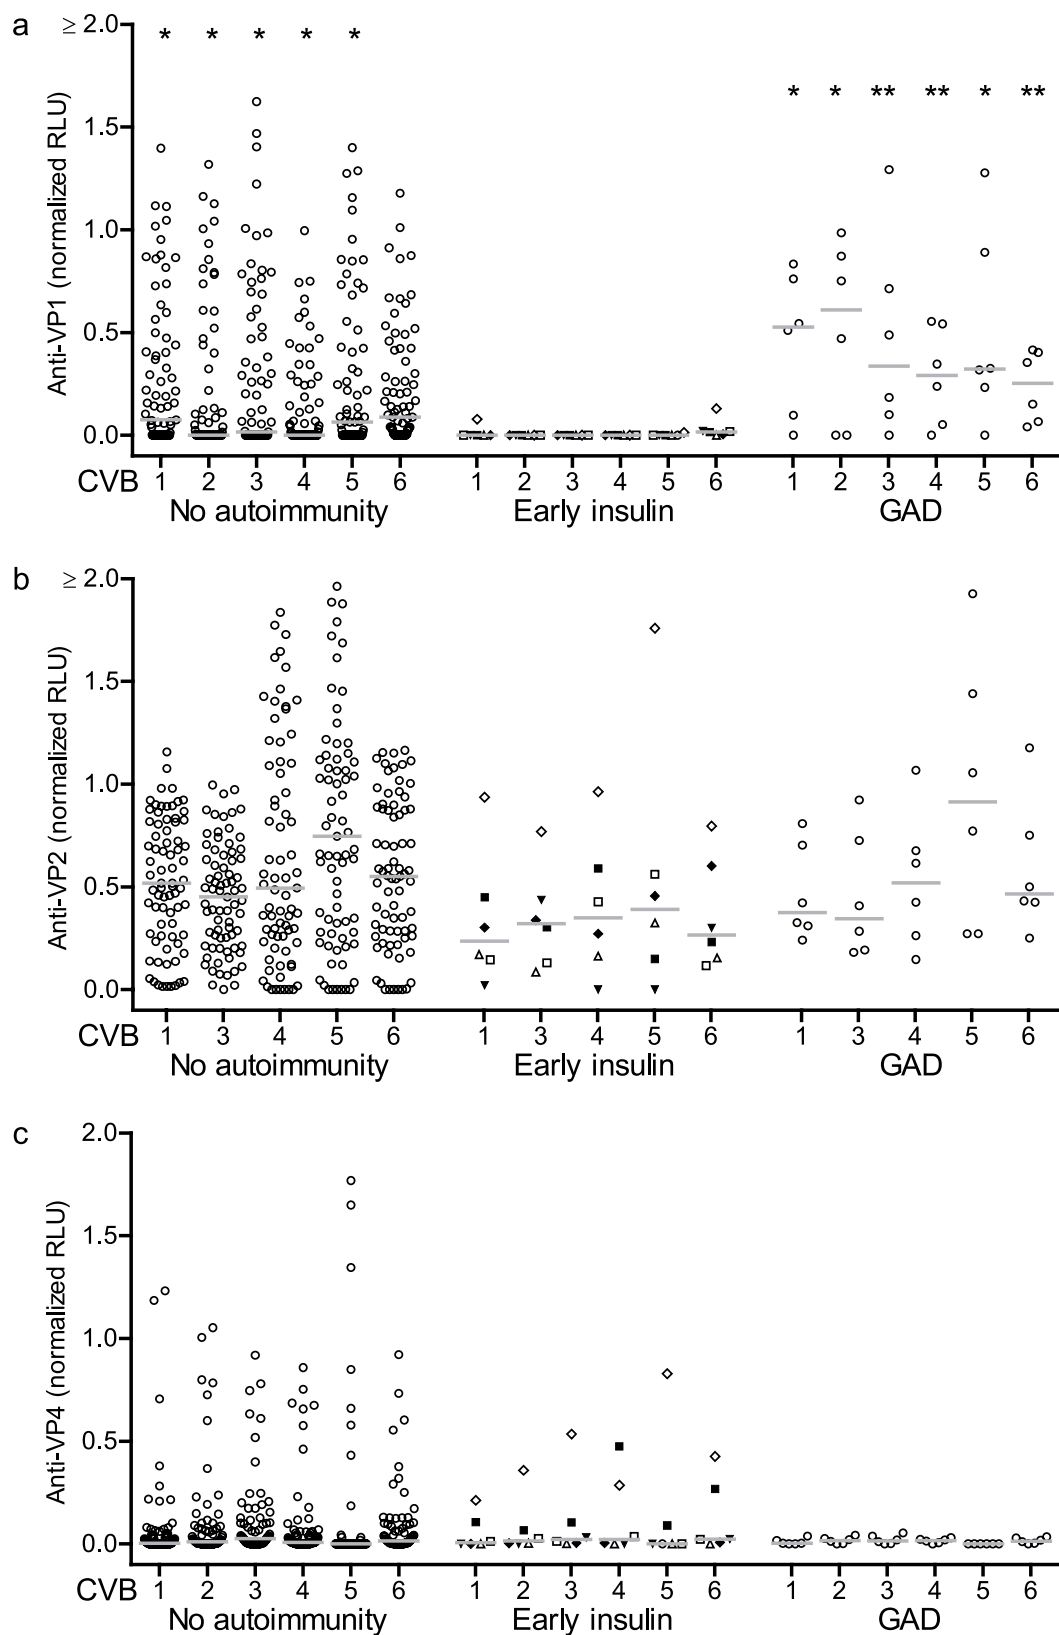 a
≥ 2.0
* * * * *
1.5
* * ** ** * **
1.0
0.5
0.0
Anti-VP1 (normalized RLU)
CVB 1 2 3 4 5 6 1 2 3 4 5 6 1 2 3 4 5 6
No autoimmunity Early insulin GAD
b
≥ 2.0
1.5
1.0
0.5
0.0
Anti-VP2 (normalized RLU)
CVB 1 3 4 5 6 1 3 4 5 6 1 3 4 5 6
No autoimmunity Early insulin GAD
c
2.0
1.5
1.0
0.5
0.0
Anti-VP4 (normalized RLU)
CVB 1 2 3 4 5 6 1 2 3 4 5 6 1 2 3 4 5 6
No autoimmunity Early insulin GAD